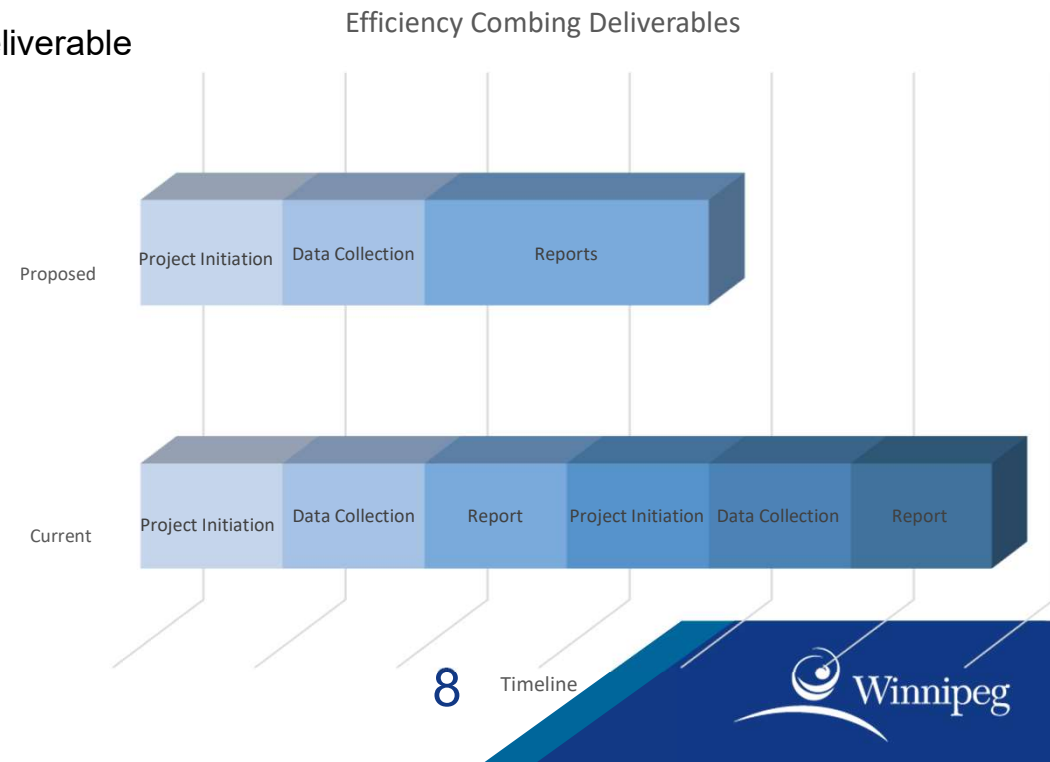 Efficiency Combing Deliverables
eliverable
Proposed
Project Initiation
Data Collection
Reports
Current
Project Initiation
Data Collection
Report
Project Initiation
Data Collection
Report
8
Timeline
Winnipeg